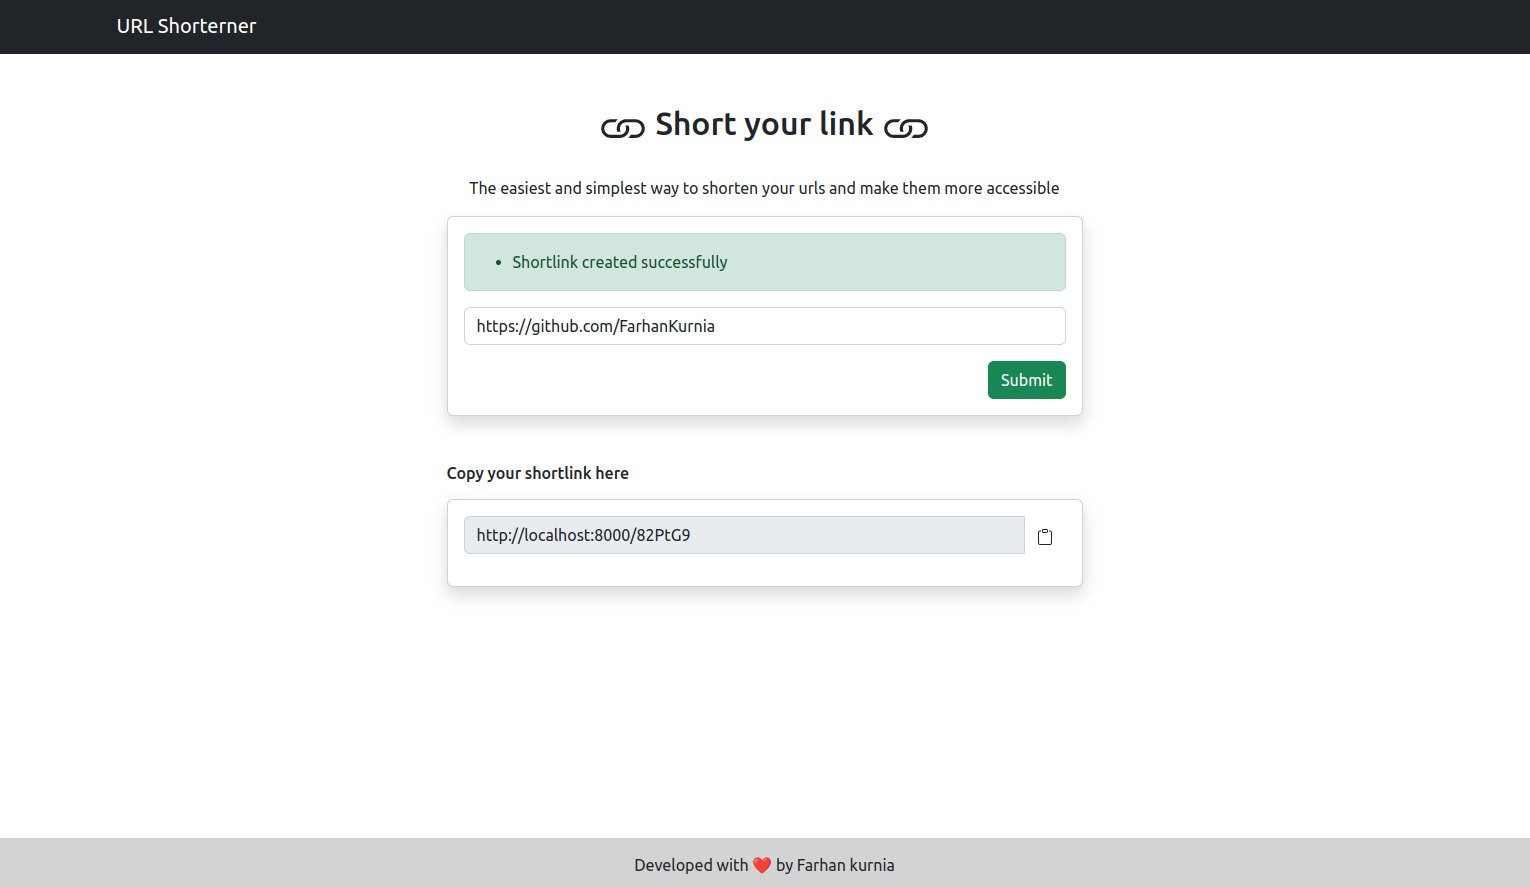 URL Shorterner
Short your link
The easiest and simplest way to shorten your urls and make them more accessible
Shortlink created successfully
https://github.com/FarhanKurnia
Submit
Copy your shortlink here
http://localhost:8000/82PtG9
Developed with ❤️ by Farhan kurnia